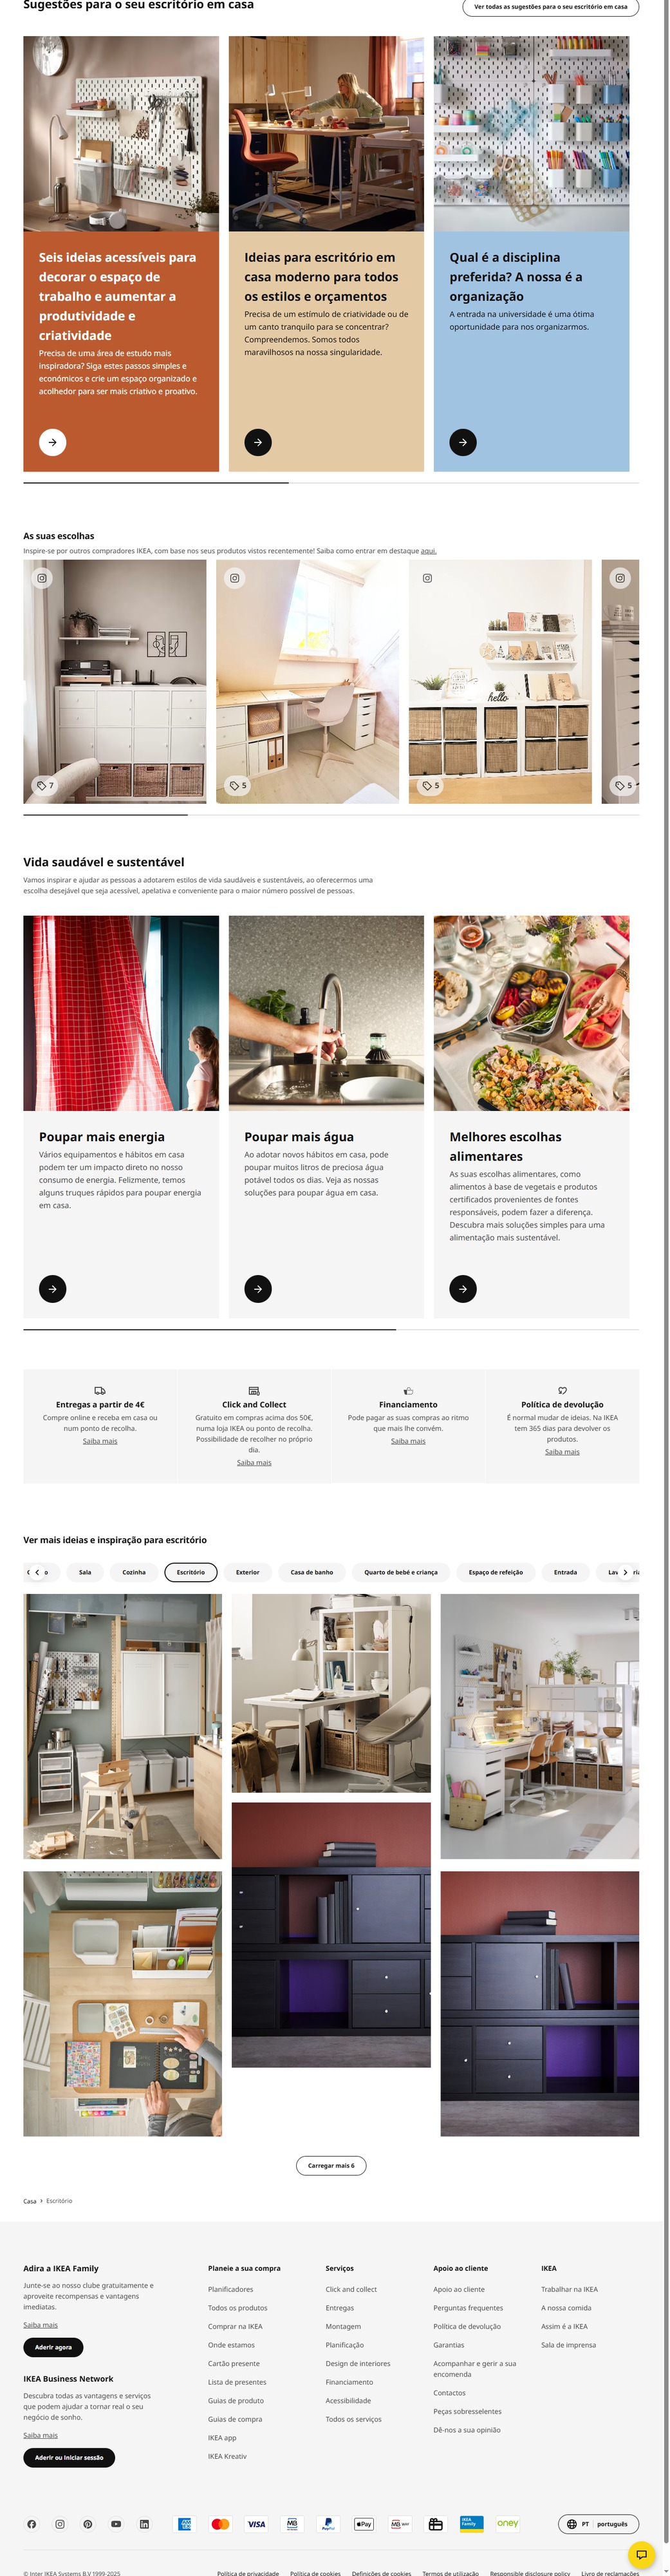 Sugestões para o seu escritório em casa
Ver todas as sugestões para o seu escritório em casa
Seis ideias acessíveis para
decorar o espaço de
trabalho e aumentar a
produtividade e
criatividade
Precisa de uma área de estudo mais
inspiradora? Siga estes passos simples e
económicos e crie um espaço organizado e
acolhedor para ser mais criativo e proativo.
Ideias para escritório em
casa moderno para todos
os estilos e orçamentos
Precisa de um estímulo de criatividade ou de
um canto tranquilo para se concentrar?
Compreendemos. Somos todos
maravilhosos na nossa singularidade.
Qual é a disciplina
preferida? A nossa é a
organização
A entrada na universidade é uma ótima
oportunidade para nos organizarmos.
As suas escolhas
Inspire-se por outros compradores IKEA, com base nos seus produtos vistos recentemente! Saiba como entrar em destaque aqui.
hello
7
5
5
5
Vida saudável e sustentável
Vamos inspirar e ajudar as pessoas a adotarem estilos de vida saudáveis e sustentáveis, ao oferecermos uma
escolha desejável que seja acessível, apelativa e conveniente para o maior número possível de pessoas.
Poupar mais energia
Vários equipamentos e hábitos em casa
podem ter um impacto direto no nosso
consumo de energia. Felizmente, temos
alguns truques rápidos para poupar energia
em casa.
Poupar mais água
Ao adotar novos hábitos em casa, pode
poupar muitos litros de preciosa água
potável todos os dias. Veja as nossas
soluções para poupar água em casa.
Melhores escolhas
alimentares
As suas escolhas alimentares, como
alimentos à base de vegetais e produtos
certificados provenientes de fontes
responsáveis, podem fazer a diferença.
Descubra mais soluções simples para uma
alimentação mais sustentável.
Entregas a partir de 4€
Compre online e receba em casa ou
num ponto de recolha.
Saiba mais
Click and Collect
Gratuito em compras acima dos 50€,
numa loja IKEA ou ponto de recolha.
Possibilidade de recolher no próprio
dia.
Saiba mais
Financiamento
Pode pagar as suas compras ao ritmo
que mais lhe convém.
Saiba mais
Política de devolução
É normal mudar de ideias. Na IKEA
tem 365 dias para devolver os
produtos.
Saiba mais
Ver mais ideias e inspiração para escritório
Sala
Cozinha
Escritório
Exterior
Casa de banho
Quarto de bebé e criança
Espaço de refeição
Entrada
Carregar mais 6
Casa › Escritório
Adira a IKEA Family
Junte-se ao nosso clube gratuitamente e
aproveite recompensas e vantagens
imediatas.
Saiba mais
Aderir agora
IKEA Business Network
Descubra todas as vantagens e serviços
que podem ajudar a tornar real o seu
negócio de sonho.
Saiba mais
Aderir ou Iniciar sessão
Planeie a sua compra
Planificadores
Todos os produtos
Comprar na IKEA
Onde estamos
Cartão presente
Lista de presentes
Guias de produto
Guias de compra
IKEA app
IKEA Kreativ
Serviços
Click and collect
Entregas
Montagem
Planificação
Design de interiores
Financiamento
Acessibilidade
Todos os serviços
Apoio ao cliente
Apoio ao cliente
Perguntas frequentes
Política de devolução
Garantias
Acompanhar e gerir a sua
encomenda
Contactos
Peças sobresselentes
Dê-nos a sua opinião
IKEA
Trabalhar na IKEA
A nossa comida
Assim é a IKEA
Sala de imprensa
VISA
PayPal
Pay
MB WAY
IKEA
Family
oney
PT
português
© Inter IKEA Systems B.V 1999-2025
Política de privacidade
Política de cookies
Definições de cookies
Termos de utilização
Responsible disclosure policy
Livro de reclamações